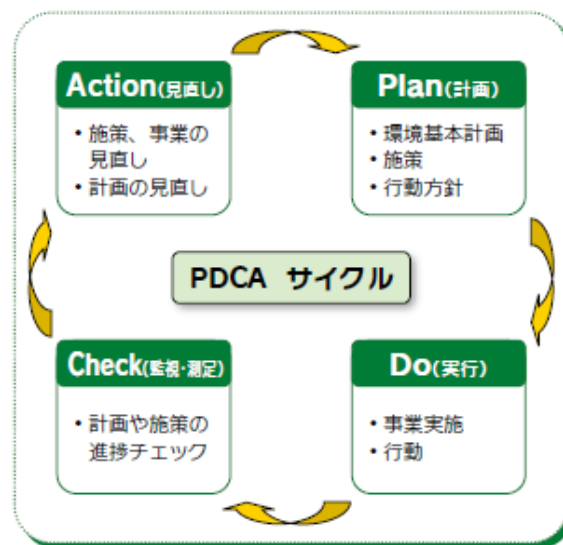 Action(見直し)
・施策、事業の
見直し
・計画の見直し
Plan(計画)
・環境基本計画
・施策
・行動方針
PDCA サイクル
Check(監視・測定)
・計画や施策の
進捗チェック
Do(実行)
・事業実施
・行動